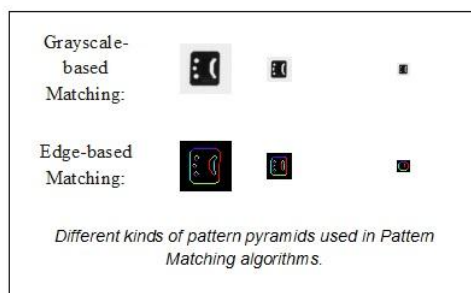 Grayscale-
based
Matching:
Edge-based
Matching:
Different kinds of pattern pyramids used in Pattern
Matching algorithms.